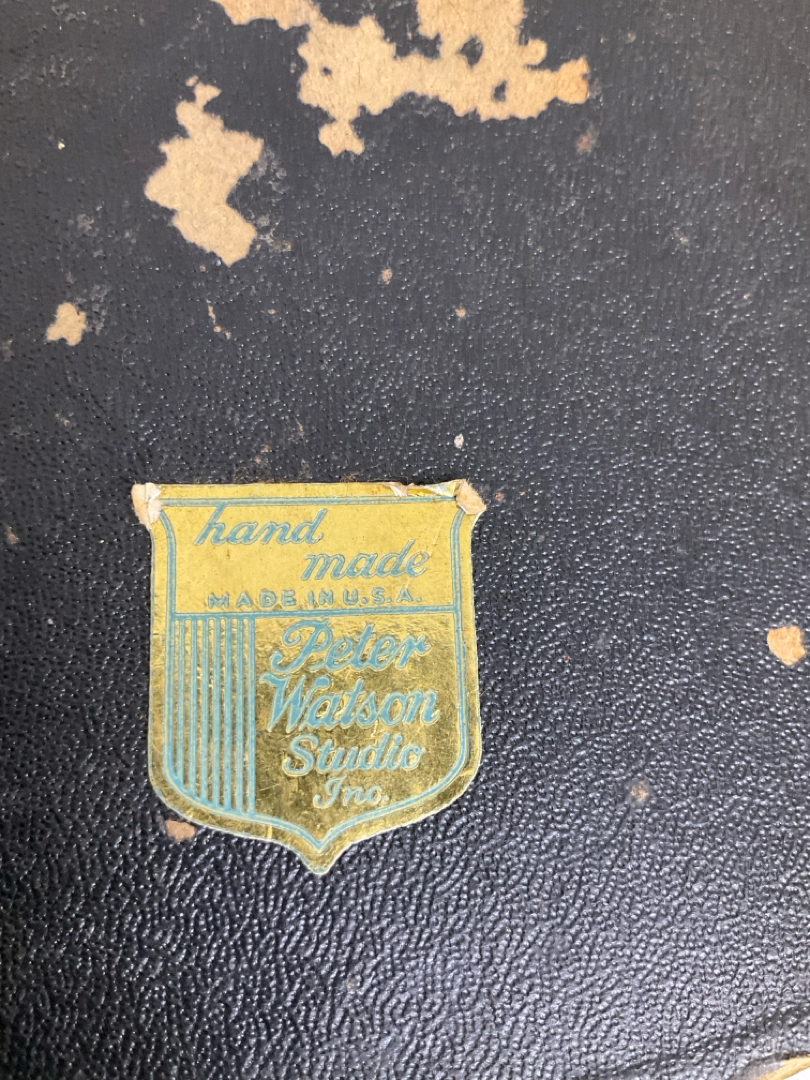 hand
made
MADE IN U.S.A.
Peter
Watson
Studio
Inc.